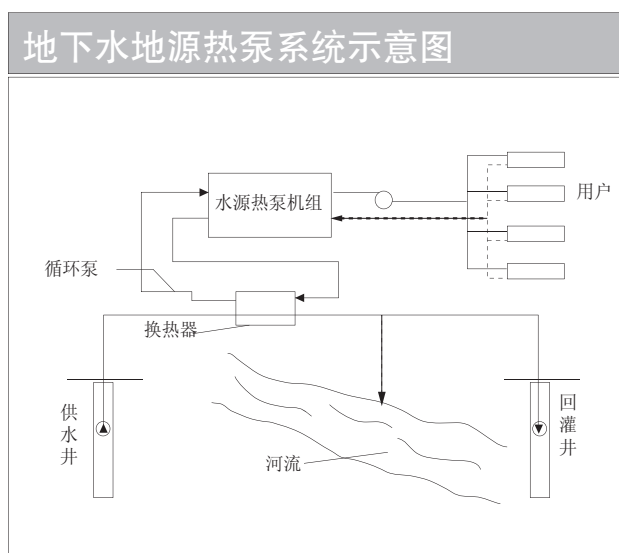 地下水地源热泵系统示意图
水源热泵机组
用户
循环泵
换热器
供水井
回灌井
河流